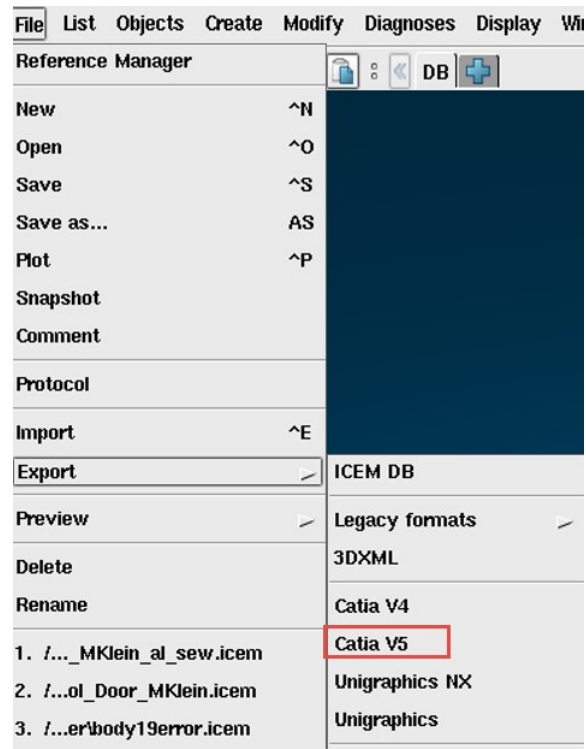 File List Objects Create Modify Diagnoses Display
Reference Manager
DB
New ^N
Open ^O
Save ^S
Save as... AS
Plot ^P
Snapshot
Comment
Protocol
Import ^E
Export
ICEM DB
Preview
Legacy formats
3DXML
Delete
Rename
Catia V4
Catia V5
Unigraphics NX
Unigraphics
1. /..._MKlein_al_sew.icem
2. /...ol_Door_MKlein.icem
3. /...er\body19error.icem